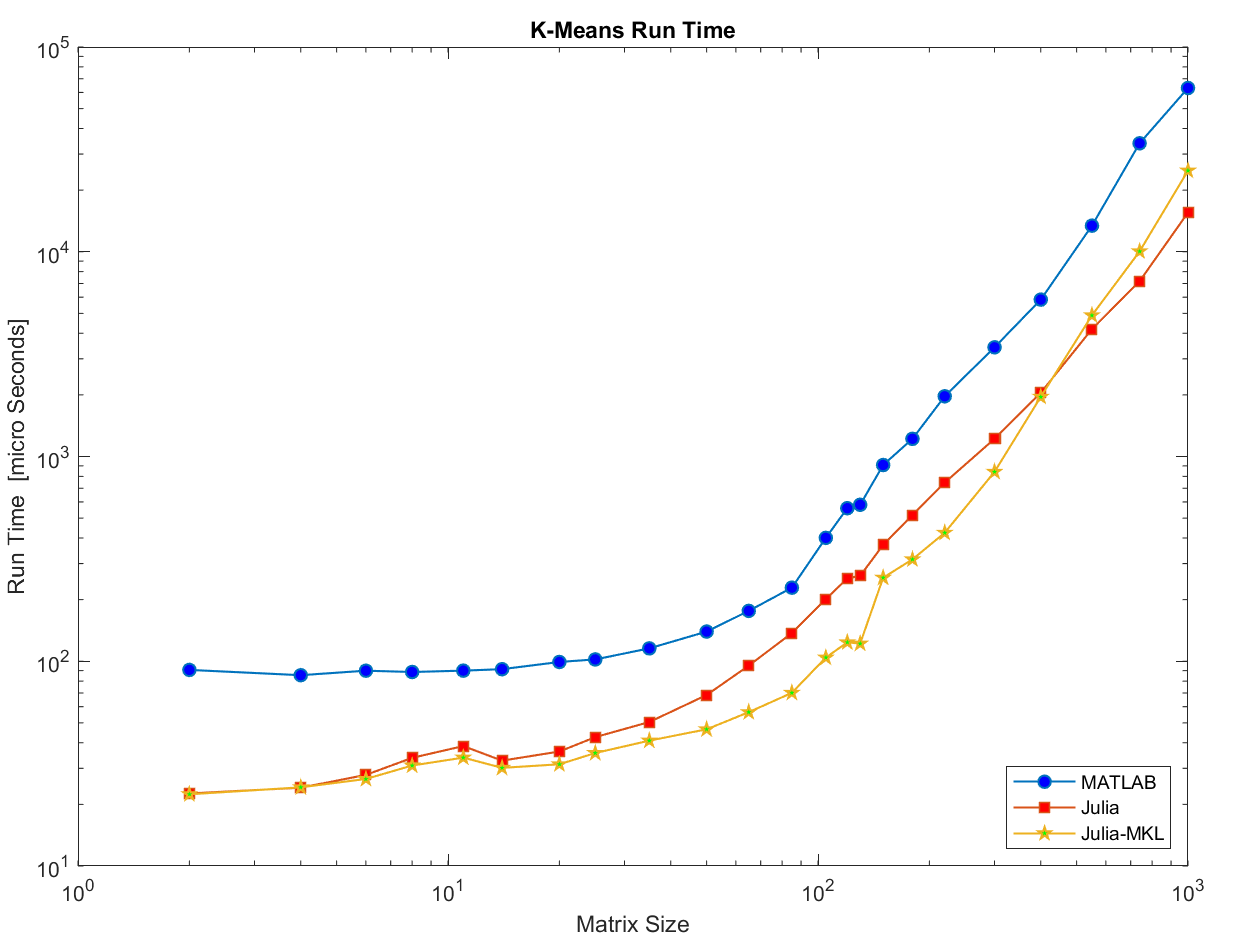 K-Means Run Time
10^5
10^4
10^3
10^2
10^1
Run Time [micro Seconds]
10^0 10^1 10^2 10^3
Matrix Size
MATLAB
Julia
Julia-MKL